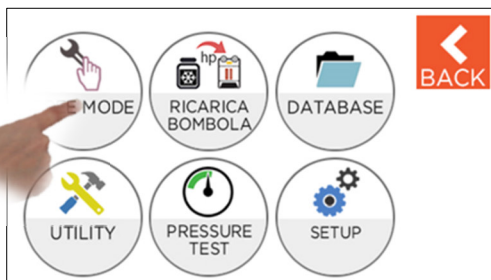 MODE
hp
RICARICA
BOMBOLA
DATABASE
BACK
UTILITY
PRESSURE
TEST
SETUP